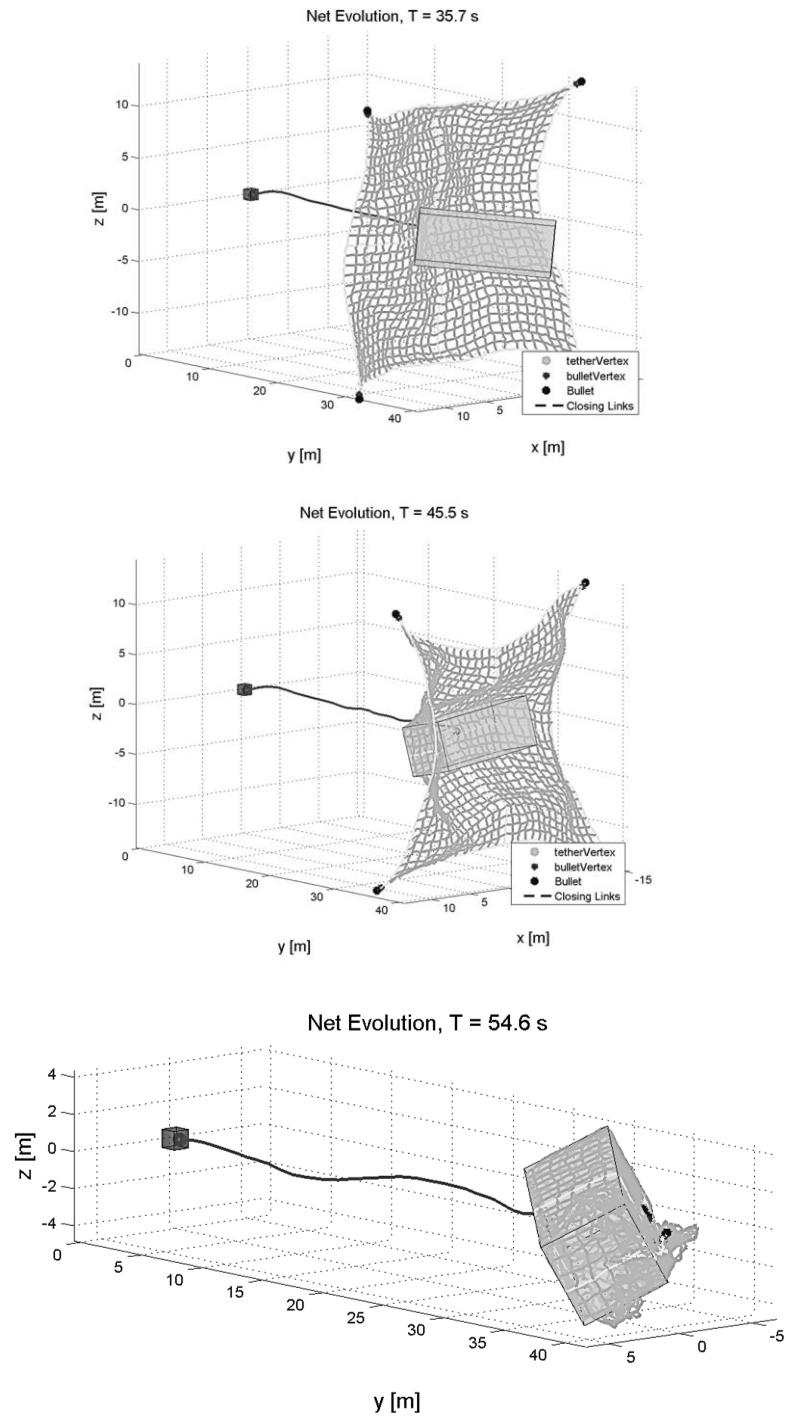 Net Evolution, T = 35.7 s
10
5
0
-5
-10
z [m]
0
10
20
30
40
10
5
y [m]
x [m]
tetherVertex
bulletVertex
Bullet
Closing Links
Net Evolution, T = 45.5 s
10
5
0
-5
-10
z [m]
0
10
20
30
40
10
5
-15
y [m]
x [m]
tetherVertex
bulletVertex
Bullet
Closing Links
Net Evolution, T = 54.6 s
4
2
0
-2
-4
z [m]
0
5
10
15
20
25
30
35
40
5
0
-5
y [m]